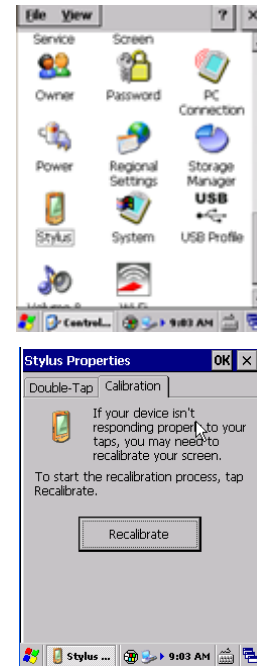 File View ? ×
Service Screen
Owner Password PC
Connection
Power Regional Storage
Settings Manager
USB
Stylus System USB Profile
Control... 9:03 AM
Stylus Properties OK ×
Double-Tap Calibration
If your device isn't
responding properly to your
taps, you may need to
recalibrate your screen.
To start the recalibration process, tap
Recalibrate.
Recalibrate
Stylus ... 9:03 AM